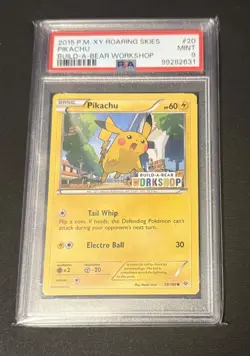 2015 P.M. XY ROARING SKIES #20
PIKACHU MINT
BUILD-A-BEAR WORKSHOP 9
PSA 99282631
BASIC Pikachu HP 60
BUILD-A-BEAR
WORKSHOP
Tail Whip
Flip a coin. If heads, the Defending Pokémon can't
attack during your opponent's next turn.
Electro Ball 30
×2 -20
20/108